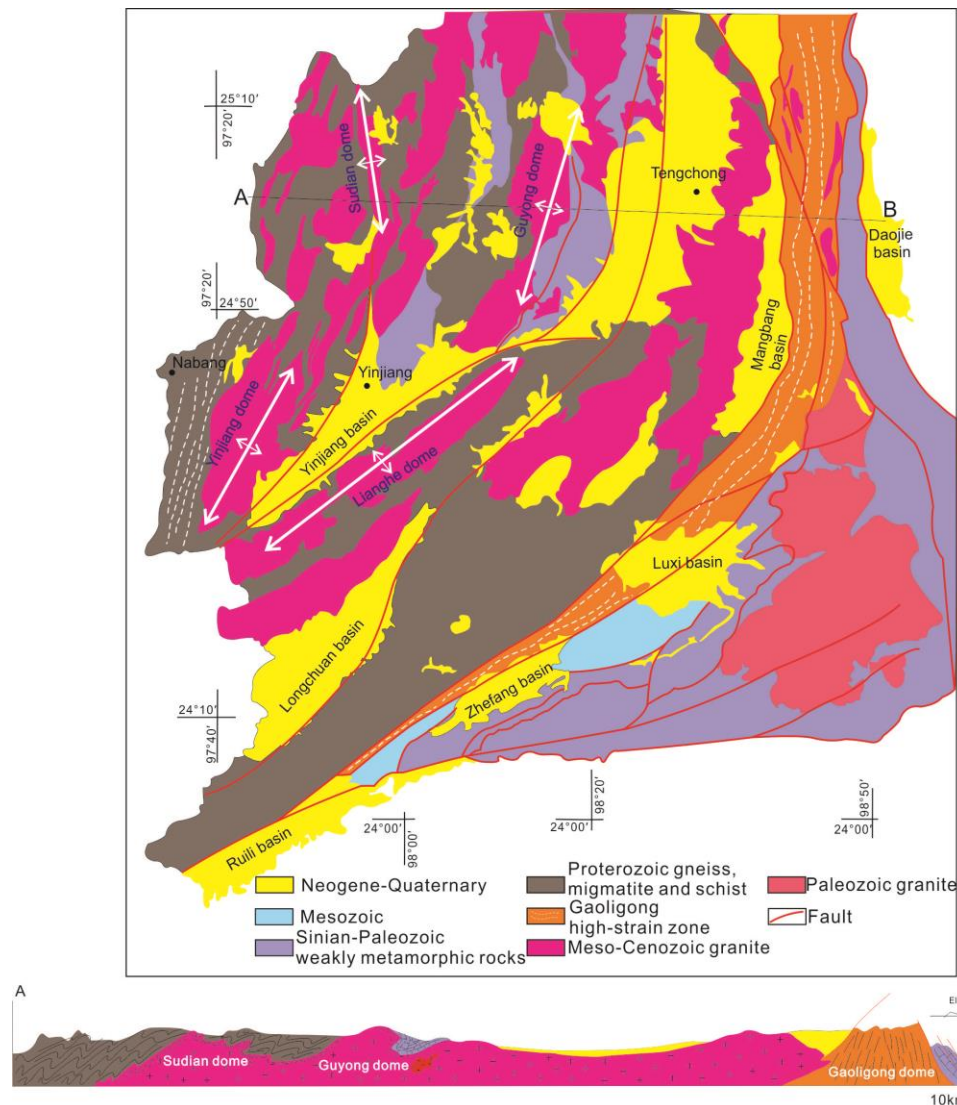 25°10′
97°20′
Sudian dome
Guyong dome
Tengchong
A
B
Daojie
basin
97°20′
24°50′
Nabang
Yinjiang
Mangbang
basin
Yinjiang dome
Yinjiang basin
Lianghe dome
Luxi basin
Longchuan basin
Zhefang basin
24°10′
97°40′
Ruili basin
24°00′
98°00′
24°00′
98°20′
24°00′
98°50′
Neogene-Quaternary
Mesozoic
Sinian-Paleozoic
weakly metamorphic rocks
Proterozoic gneiss,
migmatite and schist
Gaoligong
high-strain zone
Meso-Cenozoic granite
Paleozoic granite
Fault
A
El
Sudian dome
Guyong dome
Gaoligong dome
10km